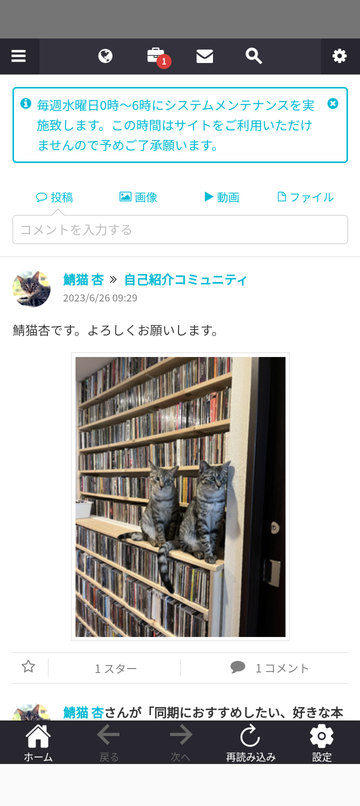 1
毎週水曜日0時〜6時にシステムメンテナンスを実
施致します。この時間はサイトをご利用いただけ
ませんので予めご了承願います。
投稿 画像 動画 ファイル
コメントを入力する
鯖猫 杏 » 自己紹介コミュニティ
2023/6/26 09:29
鯖猫杏です。よろしくお願いします。
1 スター 1 コメント
鯖猫 杏さんが「同期におすすめしたい、好きな本
ホーム 戻る 次へ 再読み込み 設定